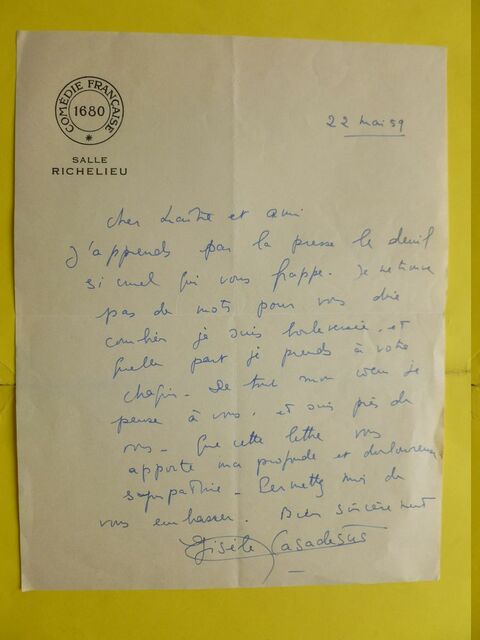 COMÉDIE FRANÇAISE
1680
SALLE
RICHELIEU
22 mai 59
Cher Maître et ami
J'apprends par la presse le deuil
si cruel qui vous frappe. Je ne trouve
pas de mots pour vous dire
combien je suis bouleversée, et
quelle part je prends à votre
chagrin - De tout mon cœur je
pense à vous, et suis près de
vous - Que cette lettre vous
apporte ma profonde et douloureuse
sympathie - Permettez moi de
vous embrasser. Bien sincèrement
Gisèle Casadesus